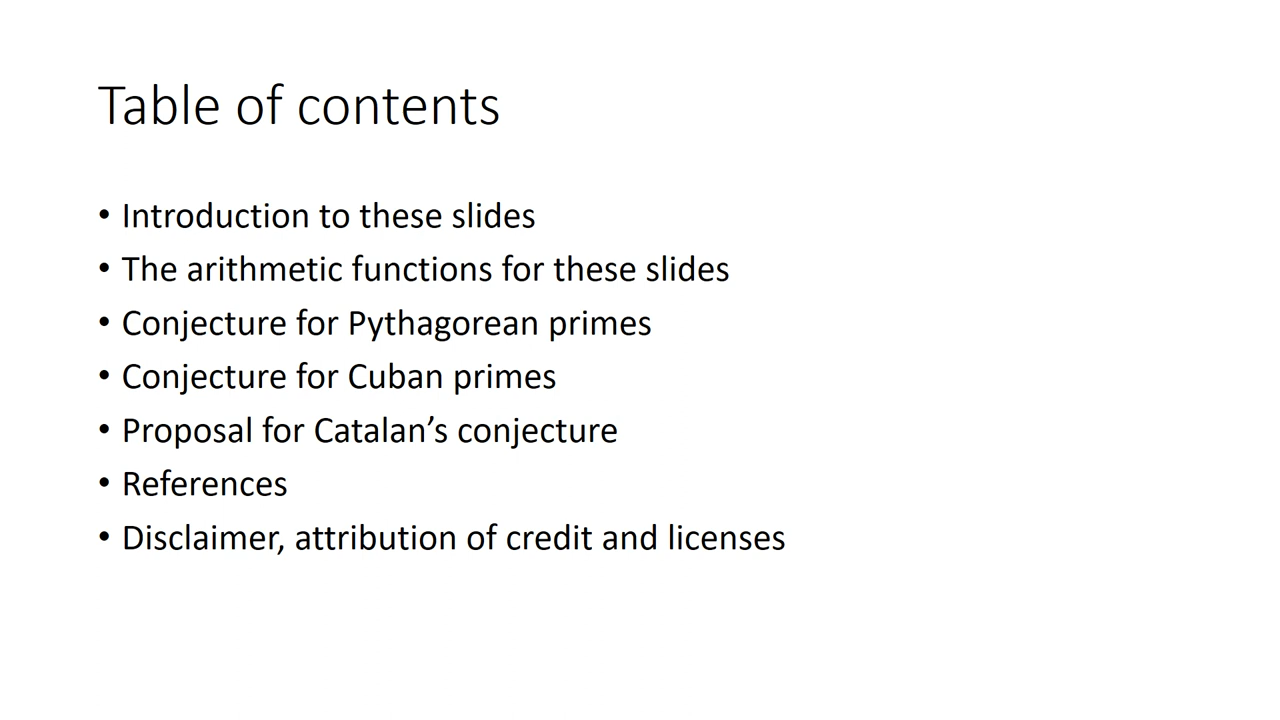 Table of contents
• Introduction to these slides
• The arithmetic functions for these slides
• Conjecture for Pythagorean primes
• Conjecture for Cuban primes
• Proposal for Catalan’s conjecture
• References
• Disclaimer, attribution of credit and licenses